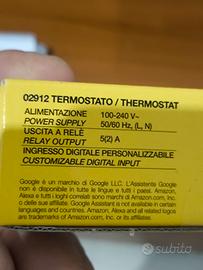 02912 TERMOSTATO / THERMOSTAT
ALIMENTAZIONE 100-240 V~
POWER SUPPLY 50/60 Hz, (L, N)
USCITA A RELÈ 5(2) A
RELAY OUTPUT
INGRESSO DIGITALE PERSONALIZZABILE
CUSTOMIZABLE DIGITAL INPUT
Google è un marchio di Google LLC. L'Assistente Google
non è disponibile in tutte le lingue e tutti i paesi. Amazon,
Alexa e tutti i loghi correlati sono marchi di Amazon.com, Inc.
o delle sue affiliate. Google Assistant is not available in
certain languages and countries. Amazon, Alexa and all related
logos are trademarks of Amazon.com, Inc. or its affiliates.
subito